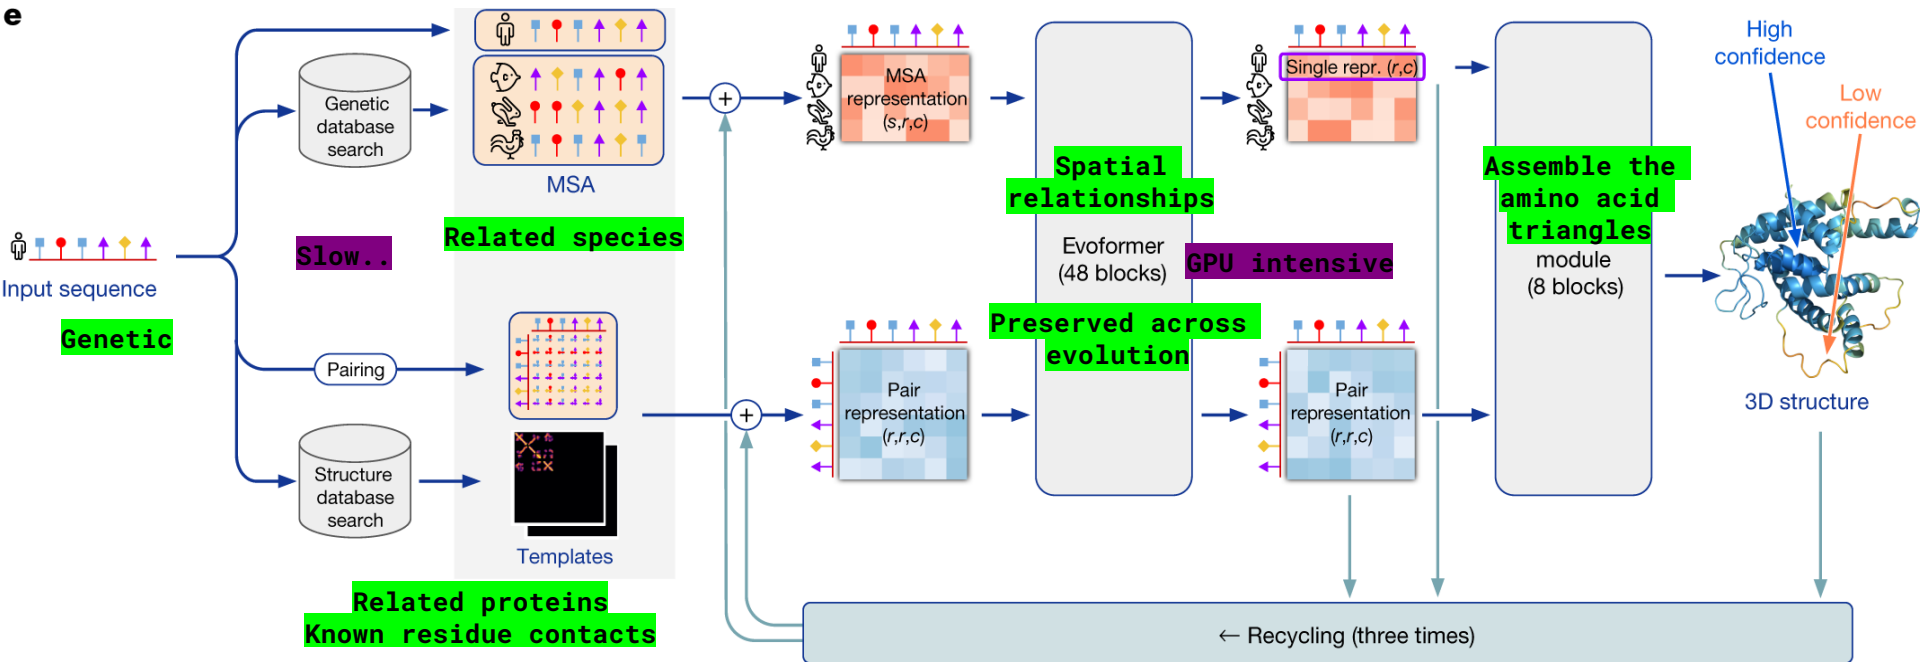 e
Input sequence
Genetic
Genetic
database
search
Slow..
Pairing
Structure
database
search
MSA
Related species
Templates
Related proteins
Known residue contacts
+
+
MSA
representation
(s,r,c)
Pair
representation
(r,r,c)
Spatial
relationships
Evoformer
(48 blocks)
GPU intensive
Preserved across
evolution
Single repr. (r,c)
Pair
representation
(r,r,c)
Assemble the
amino acid
triangles
module
(8 blocks)
High
confidence
Low
confidence
3D structure
← Recycling (three times)